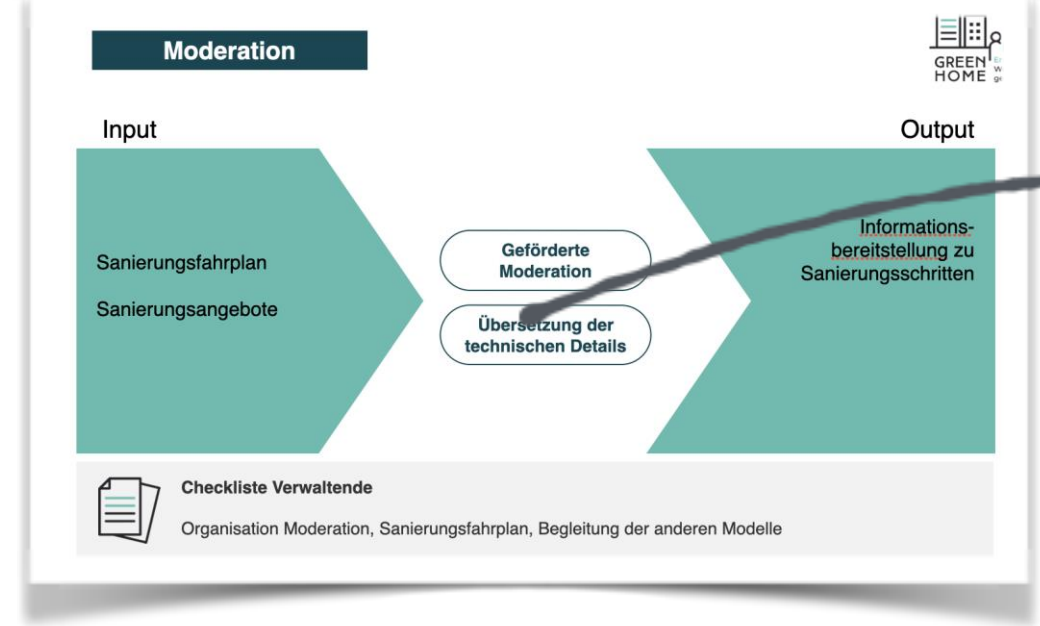 Moderation
GREEN
HOME
Input
Output
Sanierungsfahrplan
Sanierungsangebote
Geförderte
Moderation
Übersetzung der
technischen Details
Informations-
bereitstellung zu
Sanierungsschritten
Checkliste Verwaltende
Organisation Moderation, Sanierungsfahrplan, Begleitung der anderen Modelle